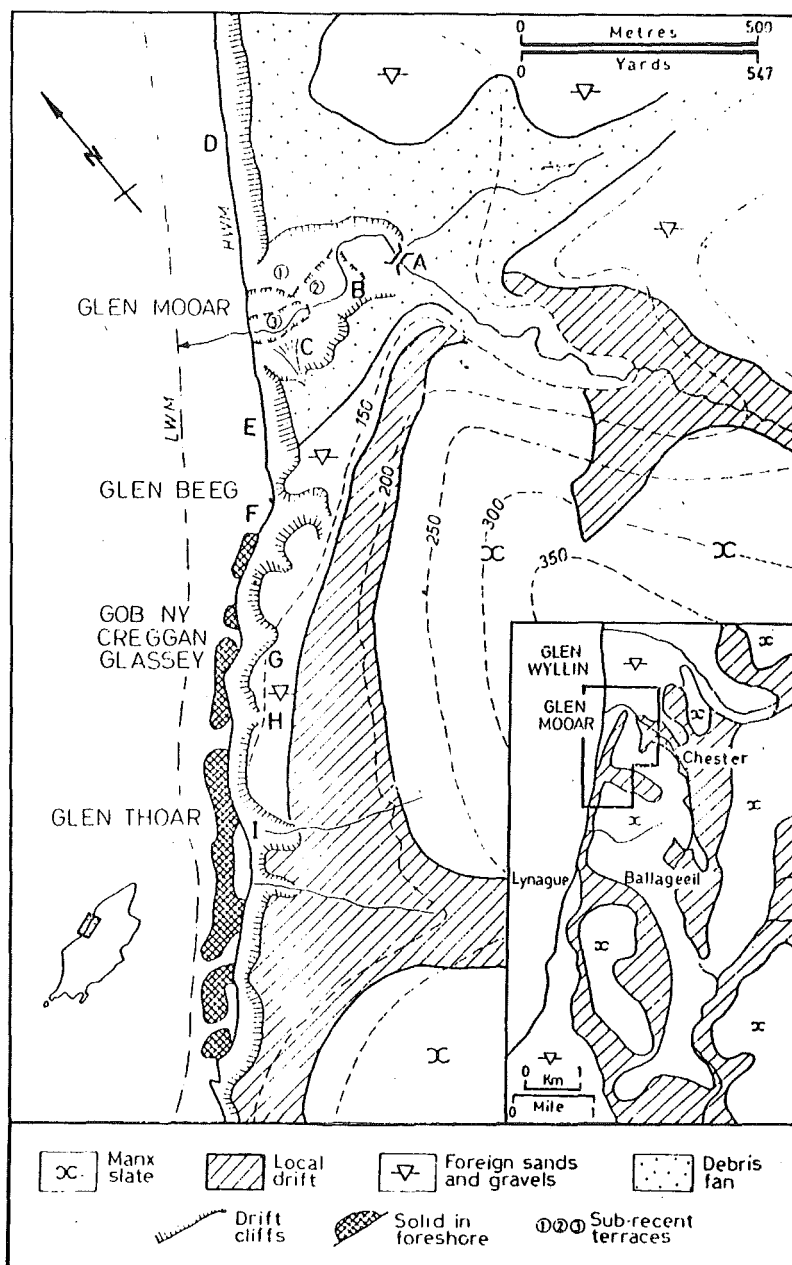 0 500
Metres
Yards
0 547
N
D
HWM
A
①
②
B
GLEN MOOAR
③
C
LWM
E
150
200
GLEN BEEG
F
250
300
350
GOB NY
CREGGAN
GLASSEY
G
H
GLEN THOAR
I
GLEN
WYLLIN
GLEN
MOOAR
Chester
Lynague
Ballageeil
0 1
Km
0 1
Mile
Manx
slate
Local
drift
Foreign sands
and gravels
Debris
fan
Drift
cliffs
Solid in
foreshore
①②③ Sub-recent
terraces